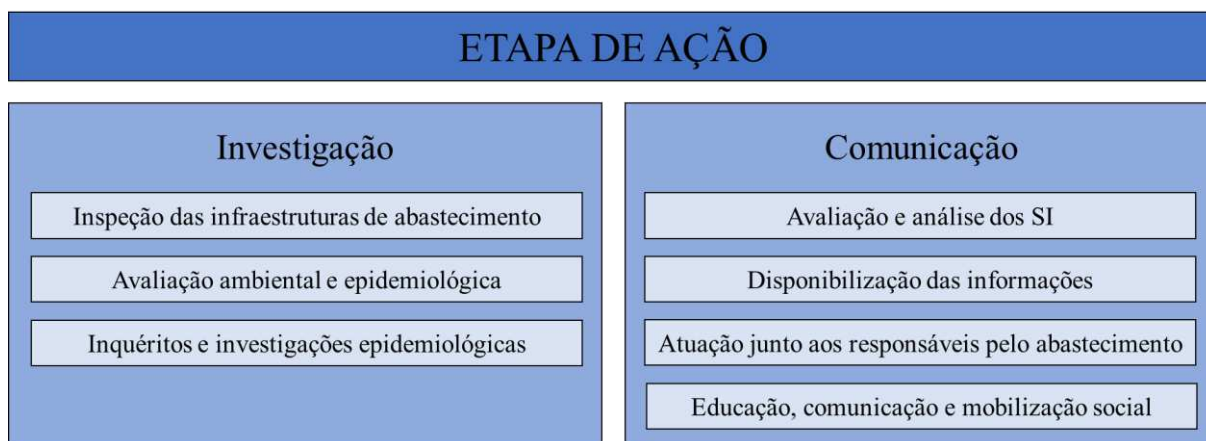 ETAPA DE AÇÃO
Investigação
Inspeção das infraestruturas de abastecimento
Avaliação ambiental e epidemiológica
Inquéritos e investigações epidemiológicas
Comunicação
Avaliação e análise dos SI
Disponibilização das informações
Atuação junto aos responsáveis pelo abastecimento
Educação, comunicação e mobilização social